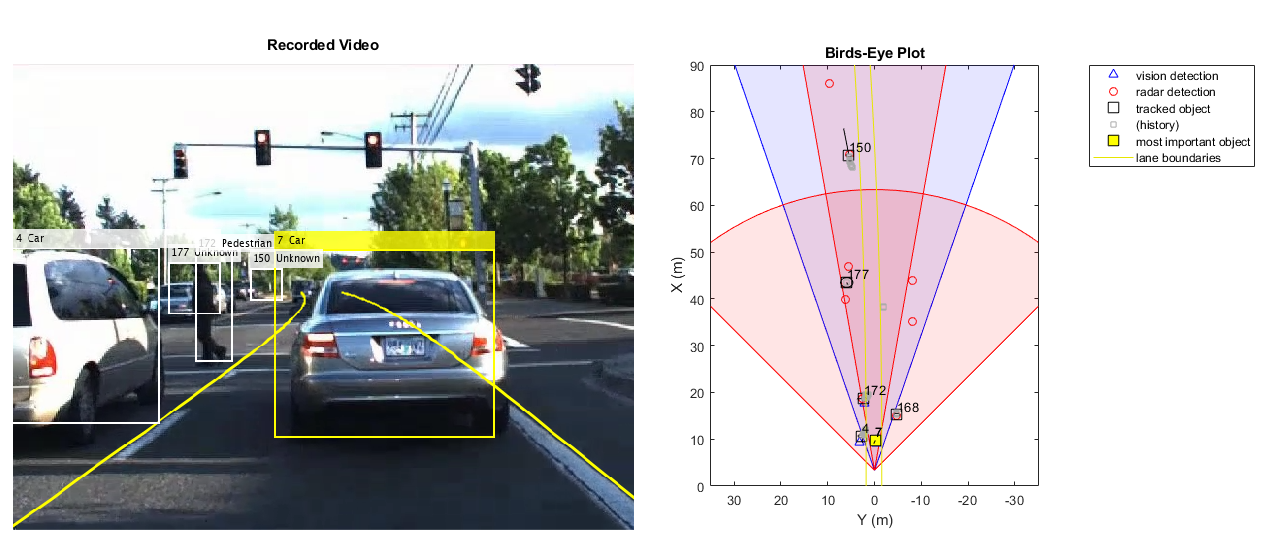 Recorded Video
4 Car
177 Unknown
172 Pedestrian
150 Unknown
7 Car
Birds-Eye Plot
X (m)
90
80
70
60
50
40
30
20
10
0
150
177
172
168
4
7
30
20
10
0
-10
-20
-30
Y (m)
vision detection
radar detection
tracked object
(history)
most important object
lane boundaries